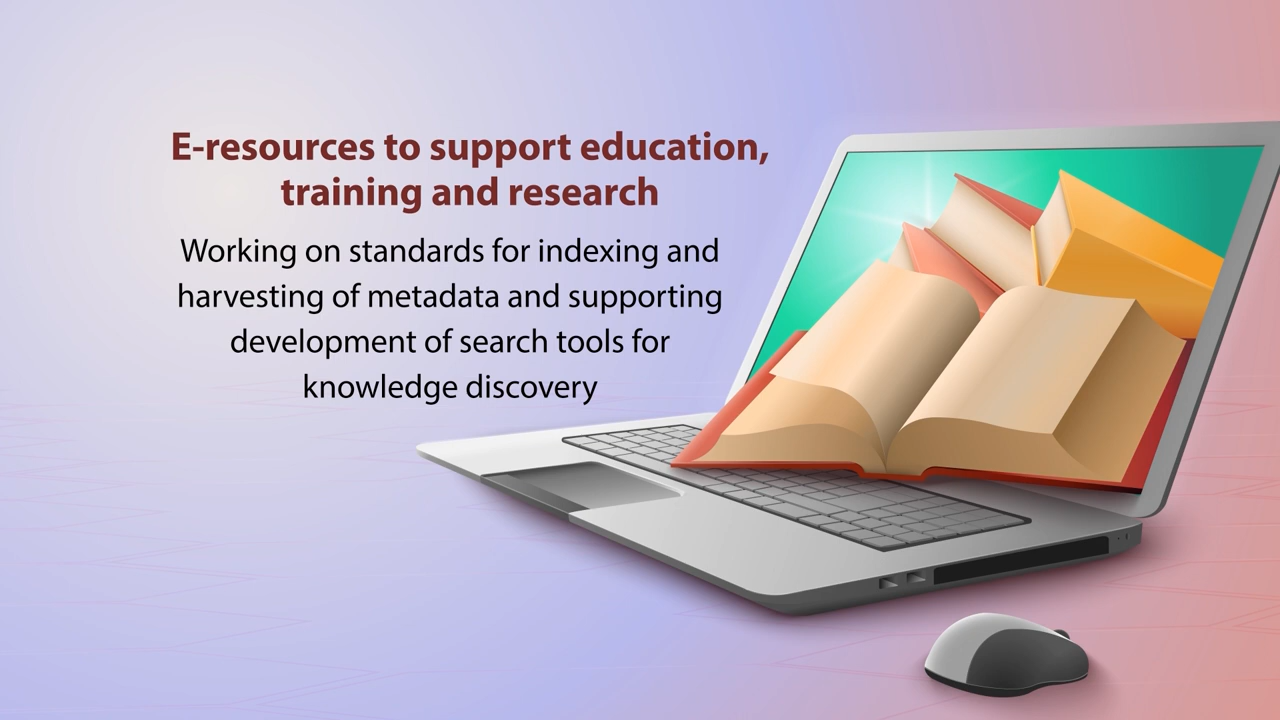 E-resources to support education,
training and research
Working on standards for indexing and
harvesting of metadata and supporting
development of search tools for
knowledge discovery